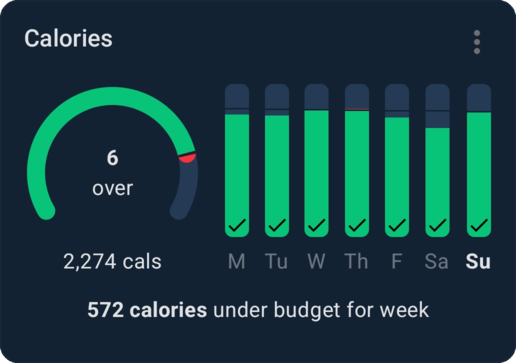 Calories
6
over
2,274 cals
M Tu W Th F Sa Su
572 calories under budget for week